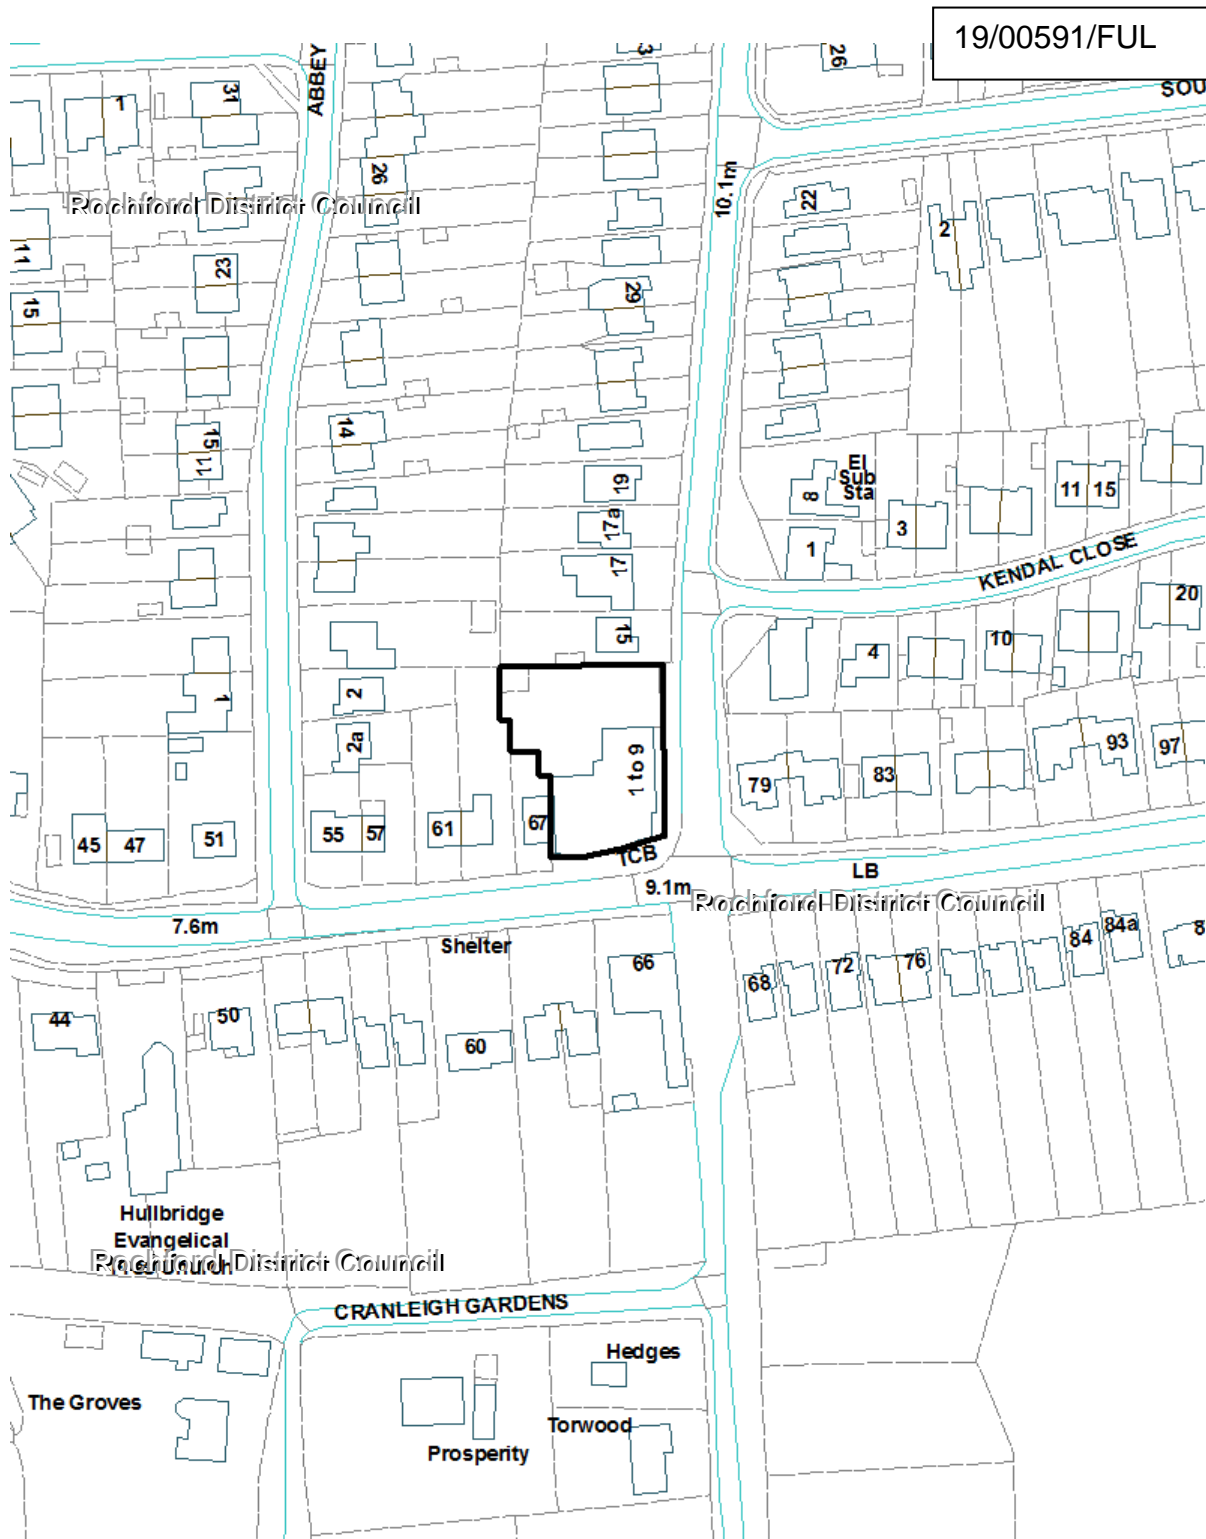 19/00591/FUL
ABBEY
3
26
SOU
1
31
26
10.1m
22
2
Rochford District Council
11
23
29
15
14
15
11
19
17a
17
15
El
Sub
Sta
8
11 15
3
1
KENDAL CLOSE
20
4
10
1
2
2a
1 to 9
79
83
93
97
45
47
51
55
57
61
67
TCB
LB
9.1m
Rochford District Council
7.6m
Shelter
66
68
72
76
84
84a
8
44
50
60
Hullbridge
Evangelical
Free Church
Rochford District Council
CRANLEIGH GARDENS
Hedges
The Groves
Torwood
Prosperity